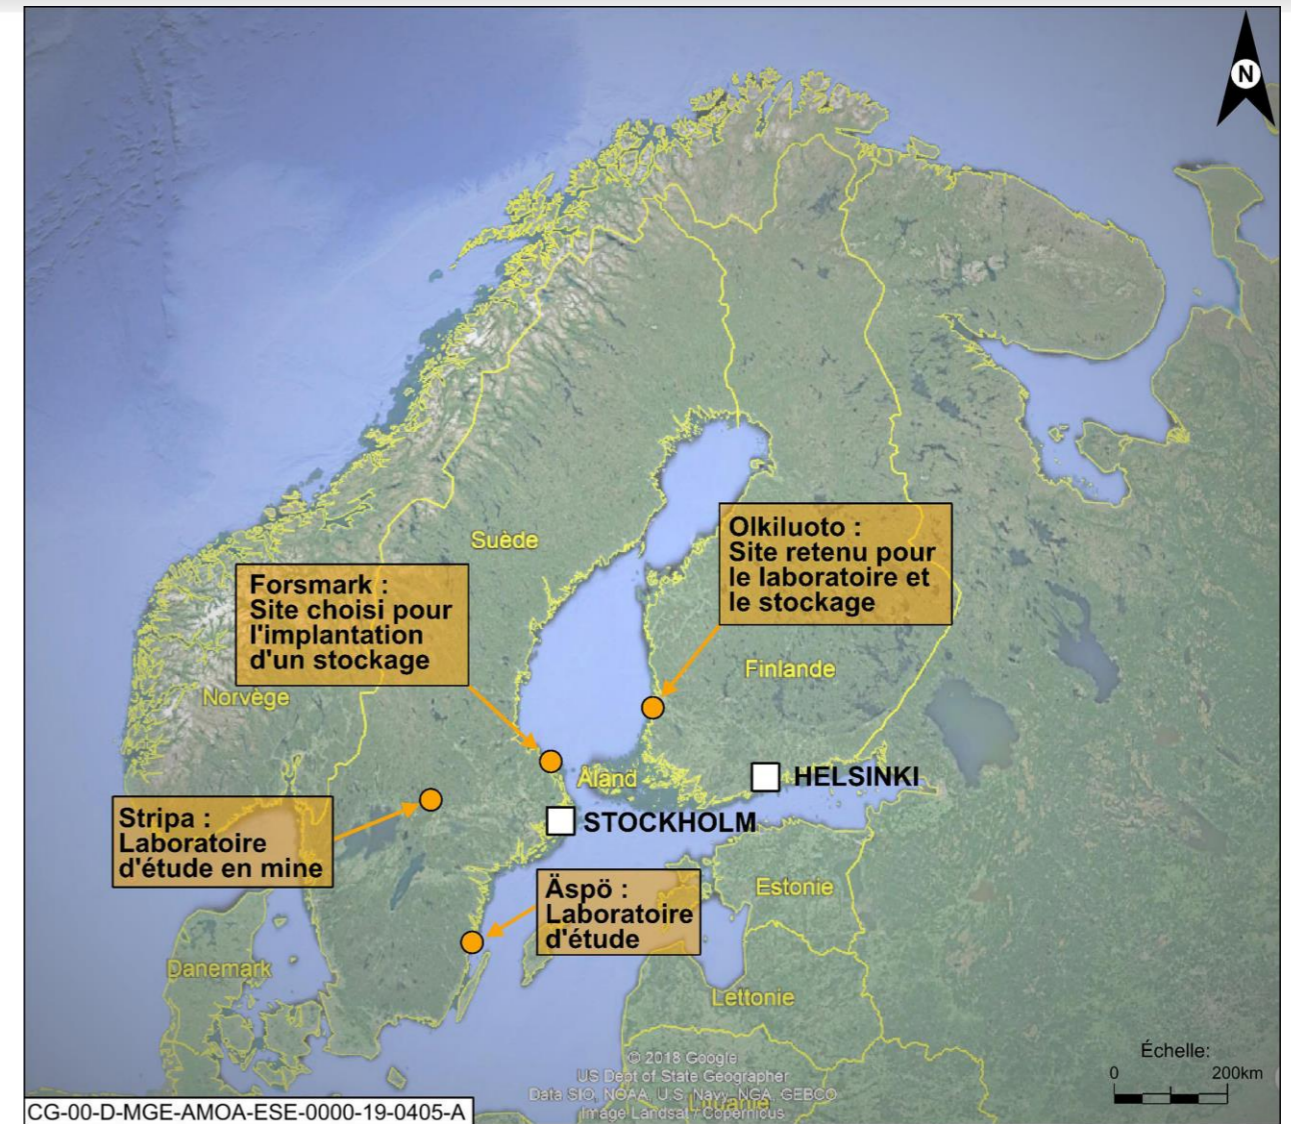 N
Suède
Olkiluoto :
Site retenu pour
le laboratoire et
le stockage
Forsmark :
Site choisi pour
l'implantation
d'un stockage
Finlande
Norvège
Åland
HELSINKI
STOCKHOLM
Stripa :
Laboratoire
d'étude en mine
Äspö :
Laboratoire
d'étude
Estonie
Danemark
Lettonie
Échelle:
0 200km
© 2018 Google
US Dept of State Geographer
Data SIO, NOAA, U.S. Navy, NGA, GEBCO
Image Landsat / Copernicus
Lituanie
CG-00-D-MGE-AMOA-ESE-0000-19-0405-A